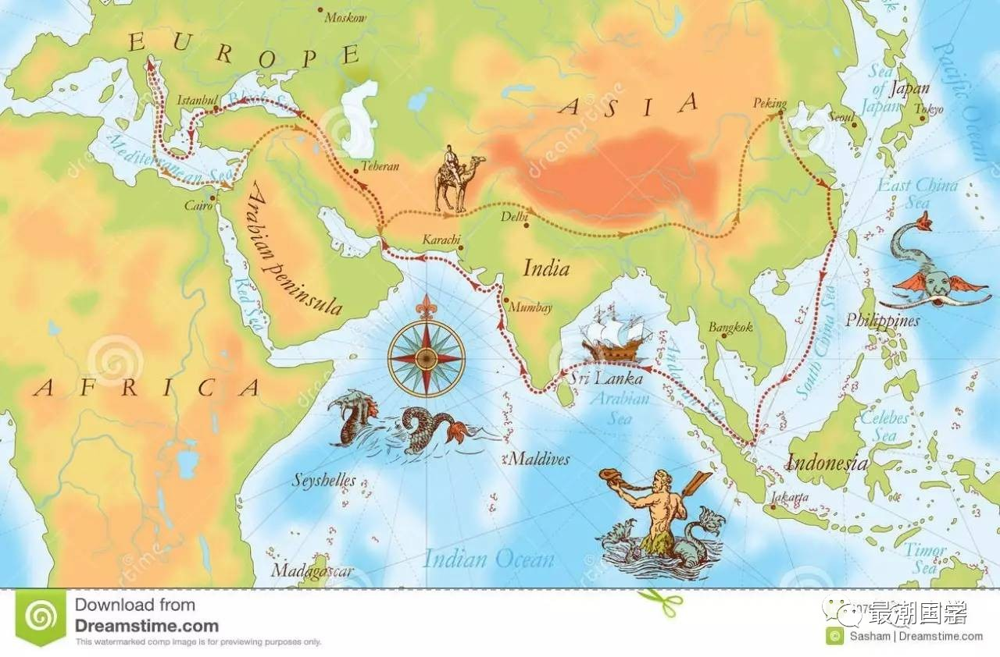 Moskow
EUROPE
Istanbul
Black Sea
ASIA
Peking
Seoul
Sea
of
Japan
Japan
Tokyo
Pacific Ocean
Mediterranean Sea
Teheran
Cairo
East China
Sea
Arabian peninsula
Karachi
Delhi
India
Red Sea
Mumbay
Bangkok
South China Sea
Philippines
AFRICA
Sri Lanka
Arabian
Sea
Celebes
Sea
Maldives
Indonesia
Seyshelles
Jakarta
Indian Ocean
Timor
Sea
Madagascar
dreamstime
Download from
Dreamstime.com
This watermarked comp image is for previewing purposes only.
最潮国学
© Sasham | Dreamstime.com